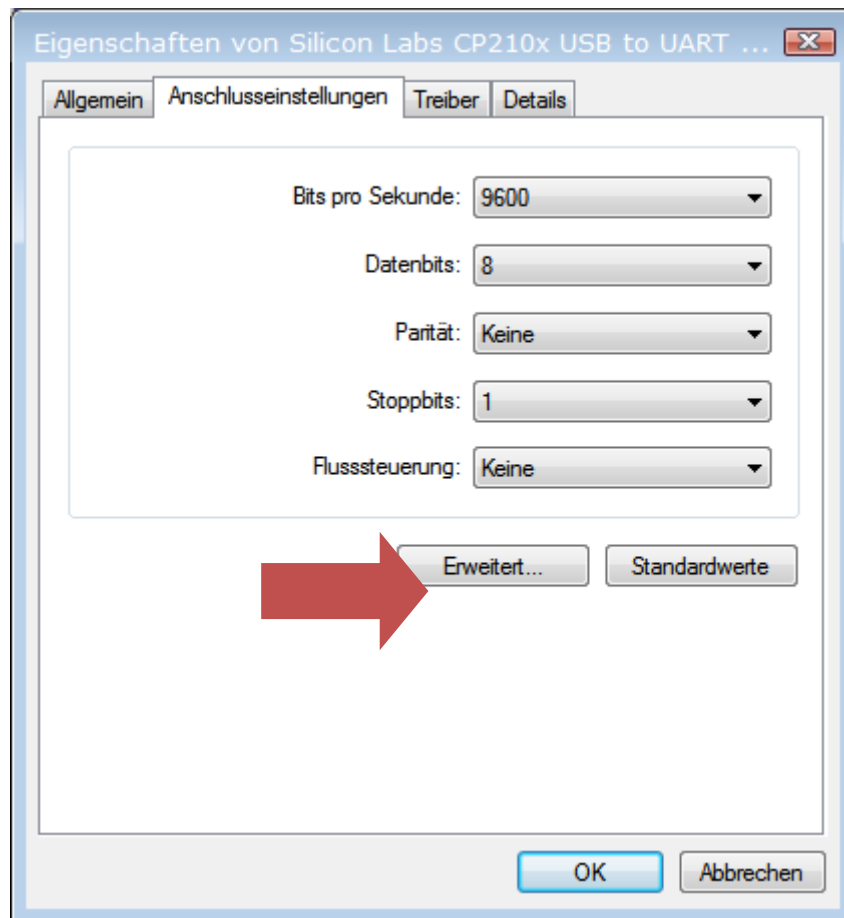 Eigenschaften von Silicon Labs CP210x USB to UART ...
Allgemein Anschlusseinstellungen Treiber Details
Bits pro Sekunde: 9600
Datenbits: 8
Parität: Keine
Stoppbits: 1
Flusssteuerung: Keine
Erweitert... Standardwerte
OK Abbrechen